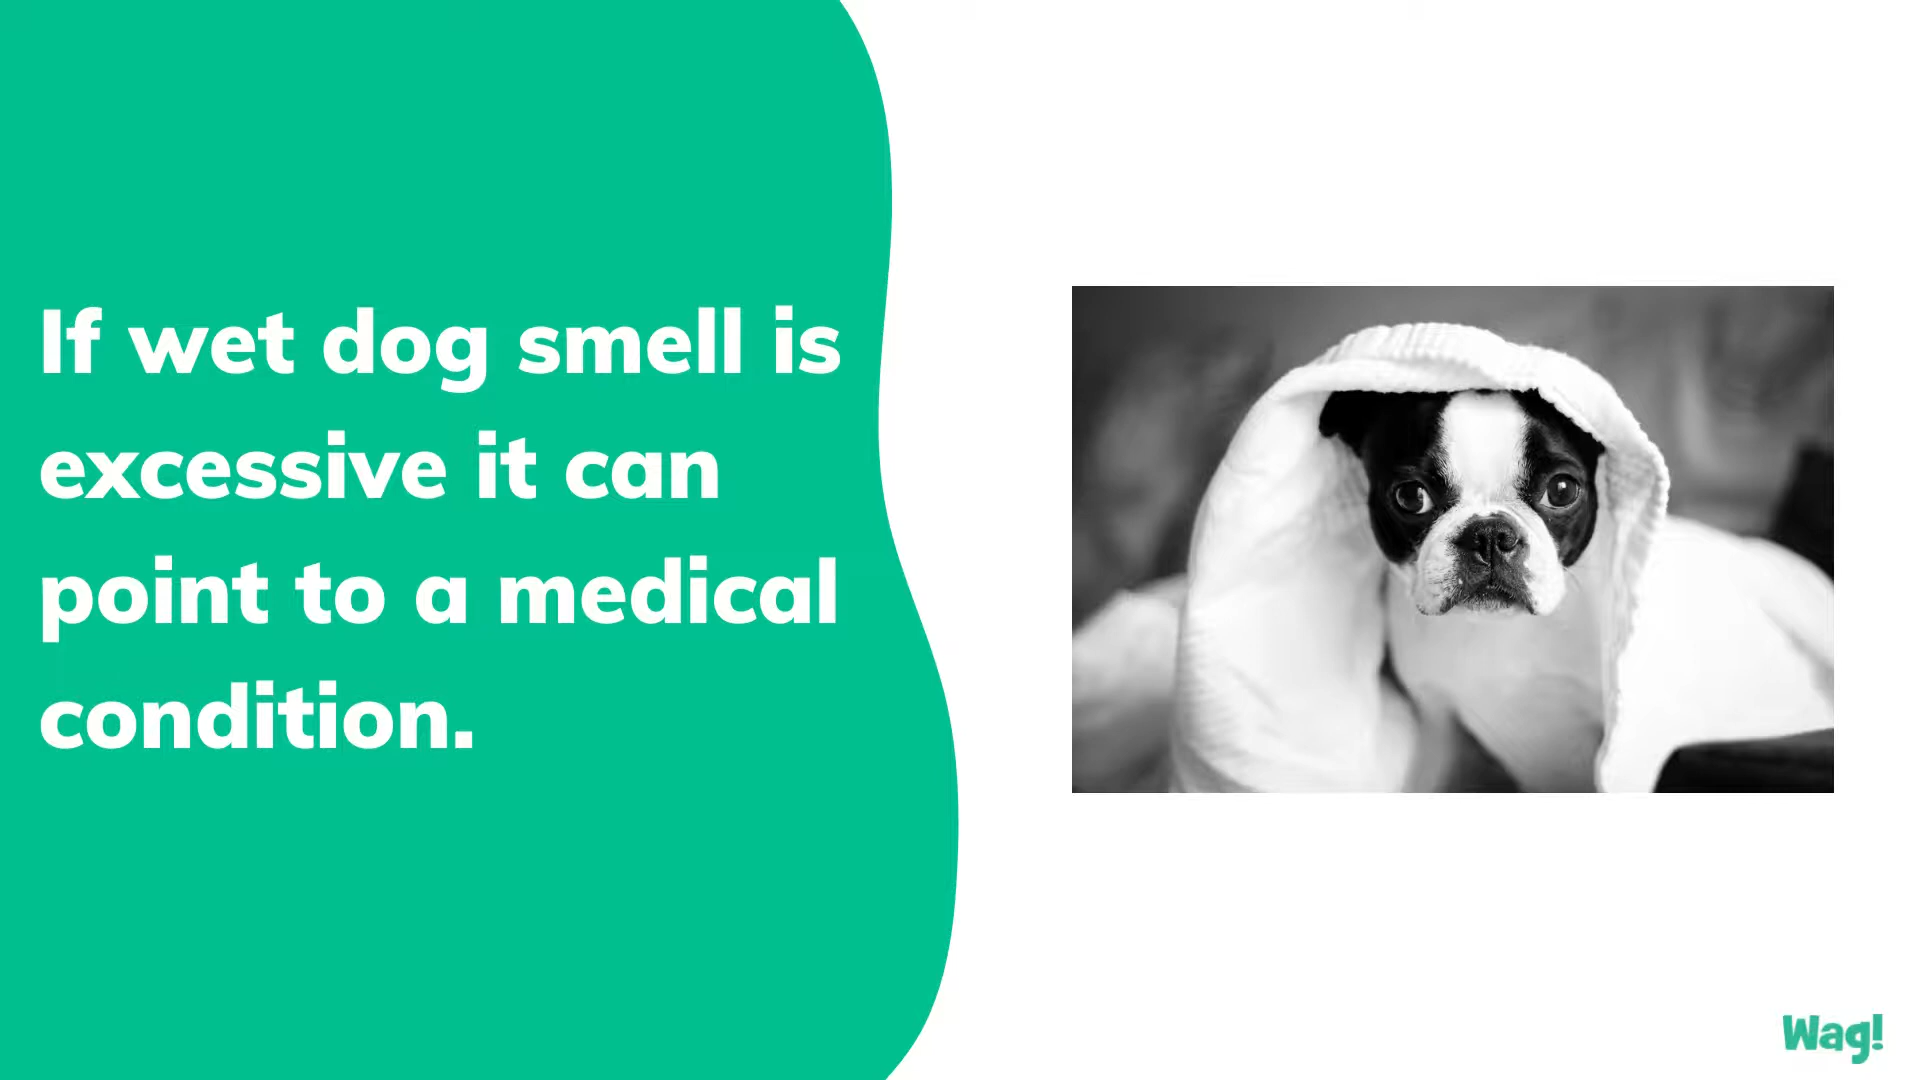 If wet dog smell is
excessive it can
point to a medical
condition.
Wag!